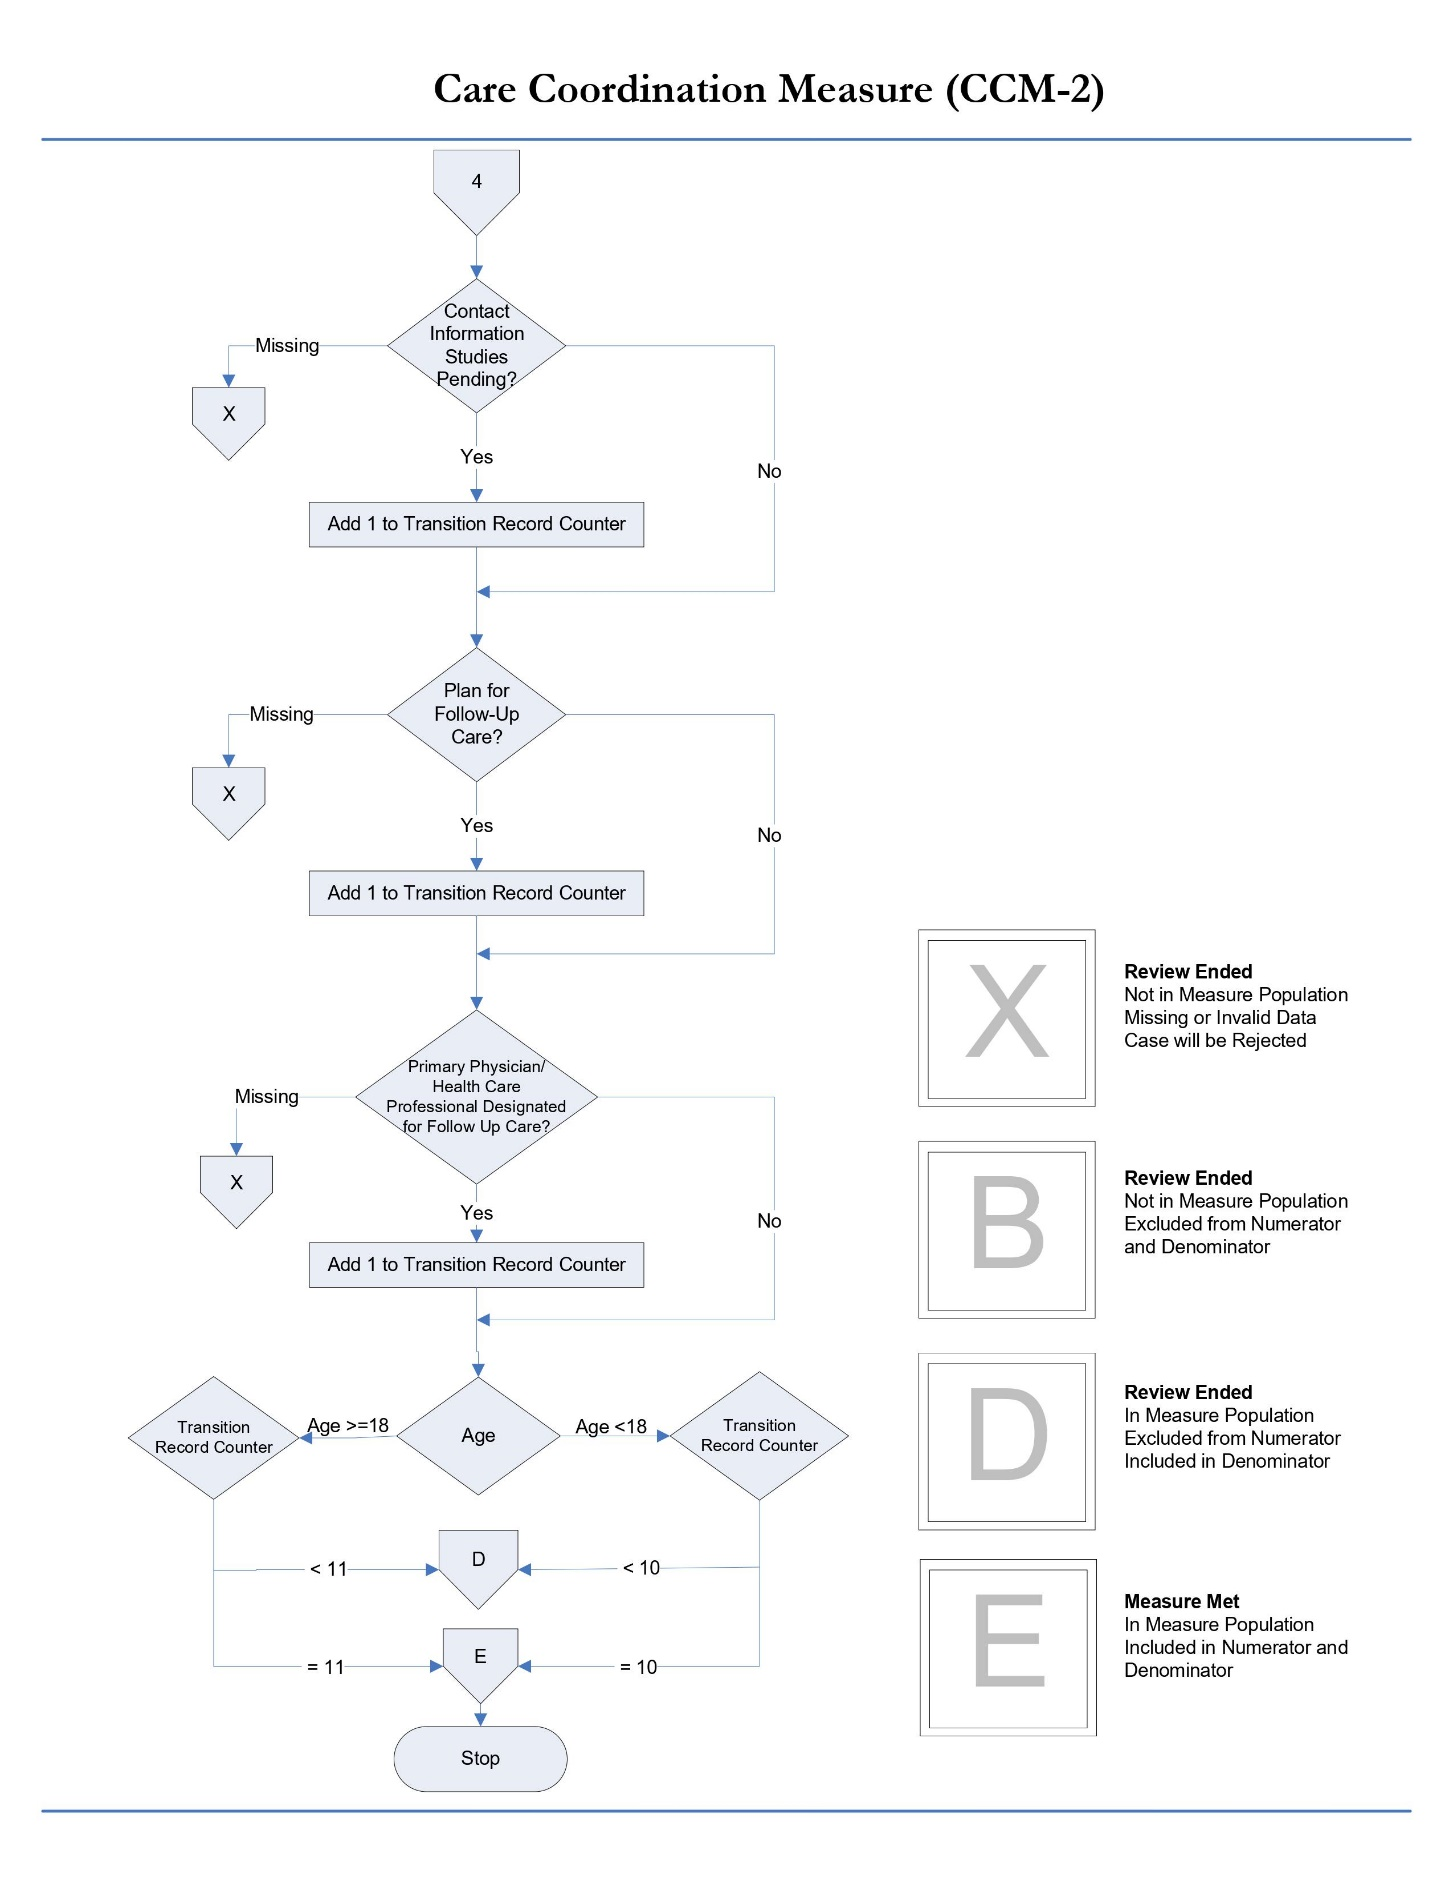 Care Coordination Measure (CCM-2)
4
Contact
Information
Studies
Pending?
Missing
X
Yes
No
Add 1 to Transition Record Counter
Plan for
Follow-Up
Care?
Missing
X
Yes
No
Add 1 to Transition Record Counter
Primary Physician/
Health Care
Professional Designated
for Follow Up Care?
Missing
X
Yes
No
Add 1 to Transition Record Counter
Transition
Record Counter
Age >=18
Age
Age <18
Transition
Record Counter
< 11
D
< 10
= 11
E
= 10
Stop
X
Review Ended
Not in Measure Population
Missing or Invalid Data
Case will be Rejected
B
Review Ended
Not in Measure Population
Excluded from Numerator
and Denominator
D
Review Ended
In Measure Population
Excluded from Numerator
Included in Denominator
E
Measure Met
In Measure Population
Included in Numerator and
Denominator